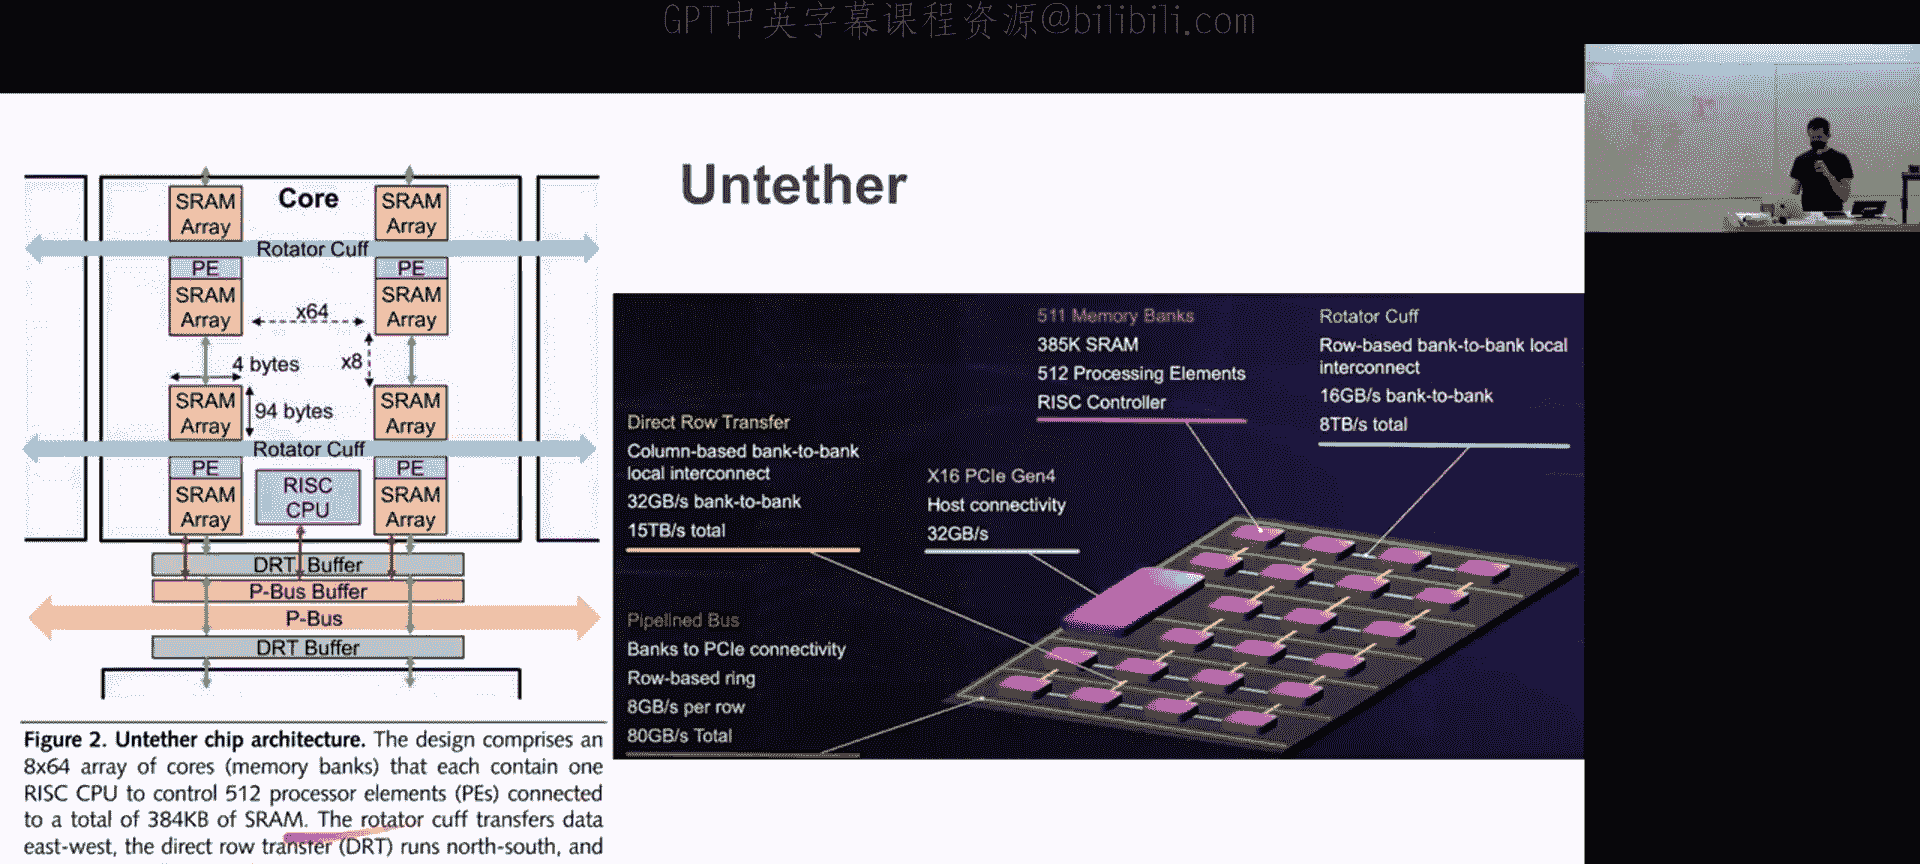 GPT中英字幕课程资源@bilibili.com
Untether
SRAM
Array
Core
SRAM
Array
Rotator Cuff
PE
PE
SRAM
Array
x64
SRAM
Array
4 bytes
x8
SRAM
Array
94 bytes
SRAM
Array
Rotator Cuff
PE
PE
RISC
CPU
SRAM
Array
SRAM
Array
DRT Buffer
P-Bus Buffer
P-Bus
DRT Buffer
Figure 2. Untether chip architecture. The design comprises an
8x64 array of cores (memory banks) that each contain one
RISC CPU to control 512 processor elements (PEs) connected
to a total of 384KB of SRAM. The rotator cuff transfers data
east-west, the direct row transfer (DRT) runs north-south, and
511 Memory Banks
385K SRAM
512 Processing Elements
RISC Controller
Rotator Cuff
Row-based bank-to-bank local
interconnect
16GB/s bank-to-bank
8TB/s total
Direct Row Transfer
Column-based bank-to-bank
local interconnect
32GB/s bank-to-bank
15TB/s total
X16 PCIe Gen4
Host connectivity
32GB/s
Pipelined Bus
Banks to PCIe connectivity
Row-based ring
8GB/s per row
80GB/s Total